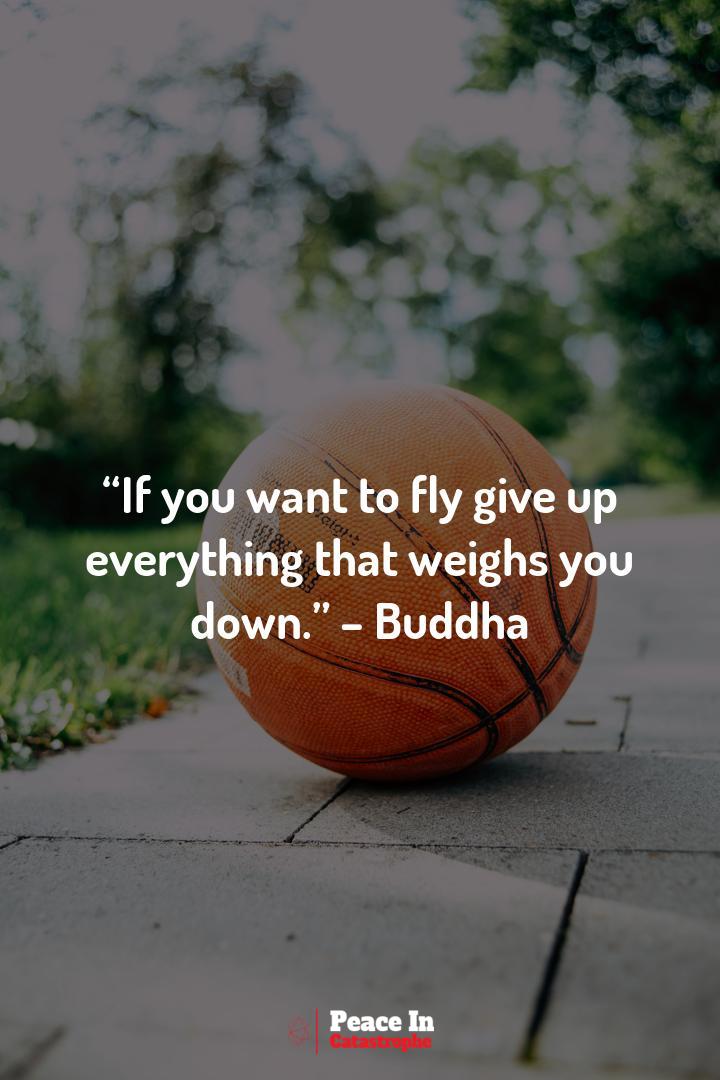 “If you want to fly give up
everything that weighs you
down.” – Buddha
Peace In
Catastrophe